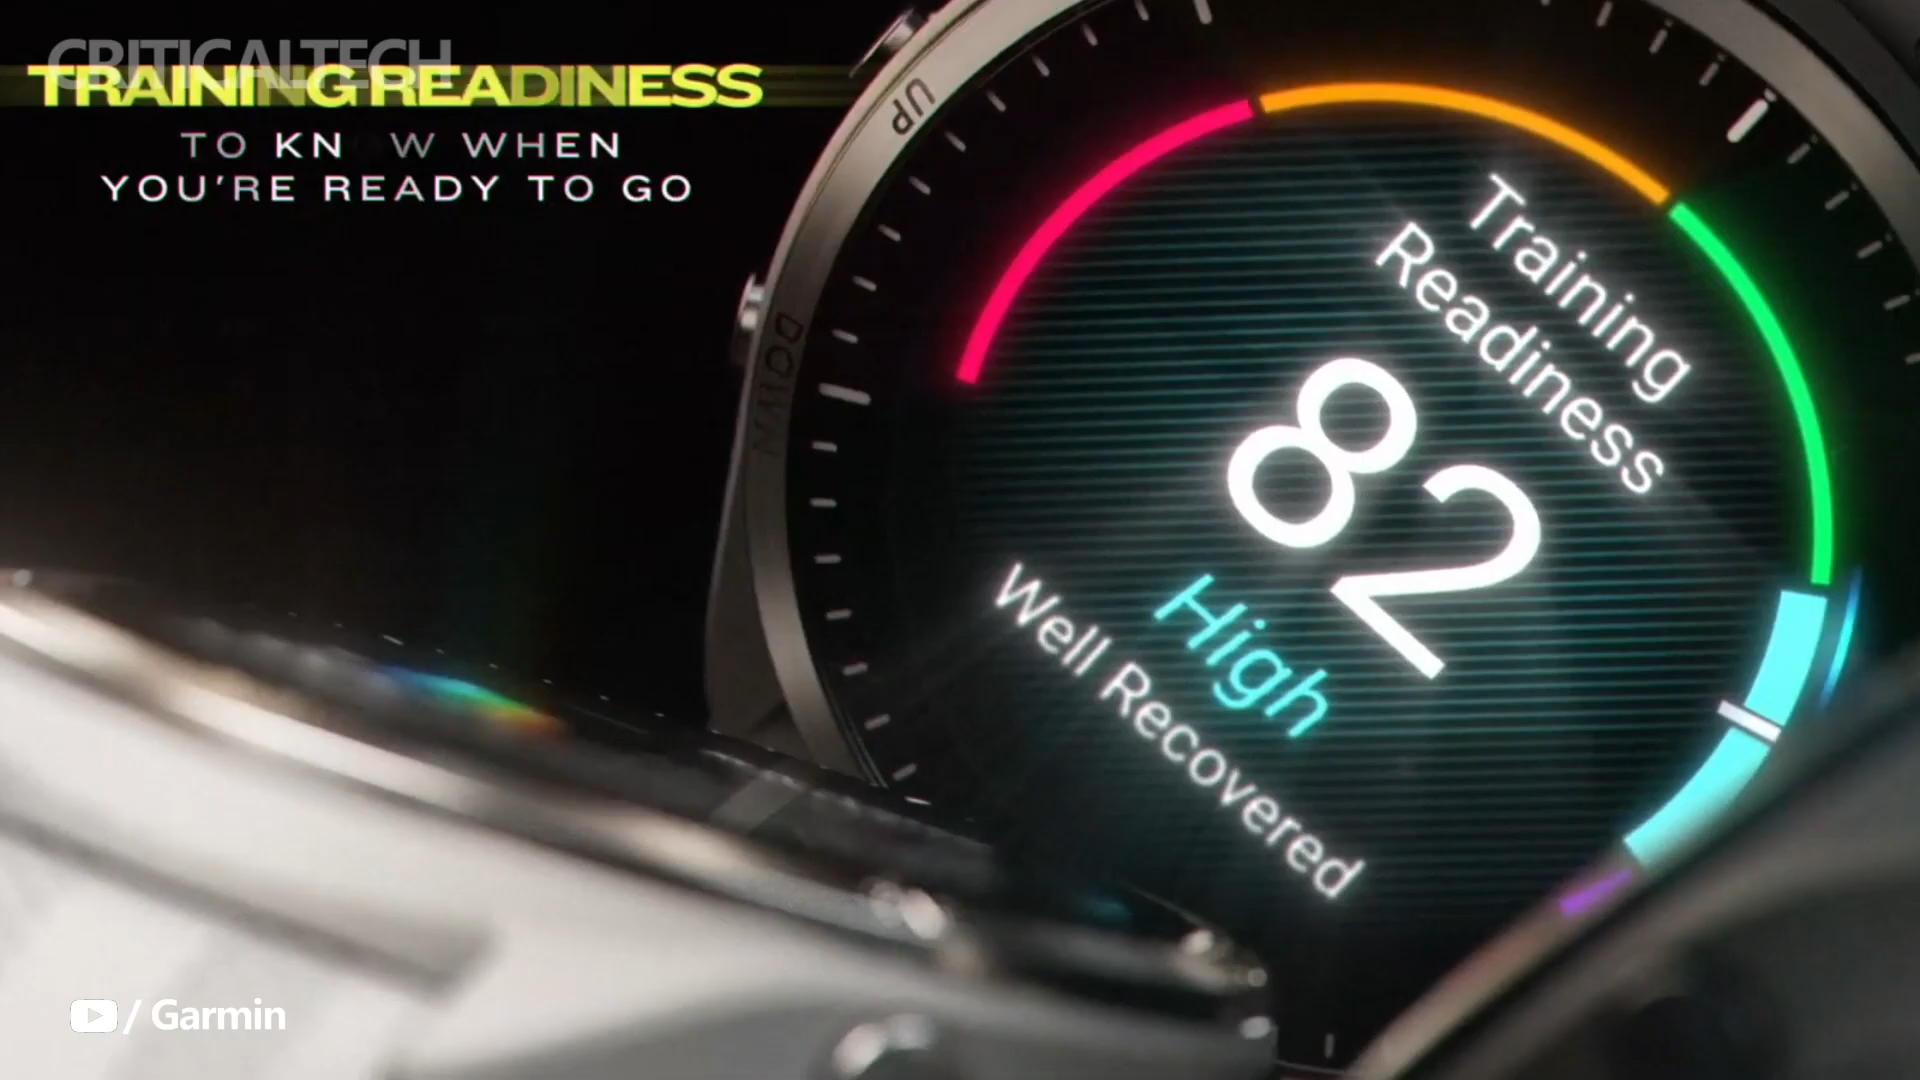 CRITICALTECH
TRAINING READINESS
TO KNOW WHEN
YOU'RE READY TO GO
UP
DOWN
Training
Readiness
82
High
Well Recovered
/ Garmin